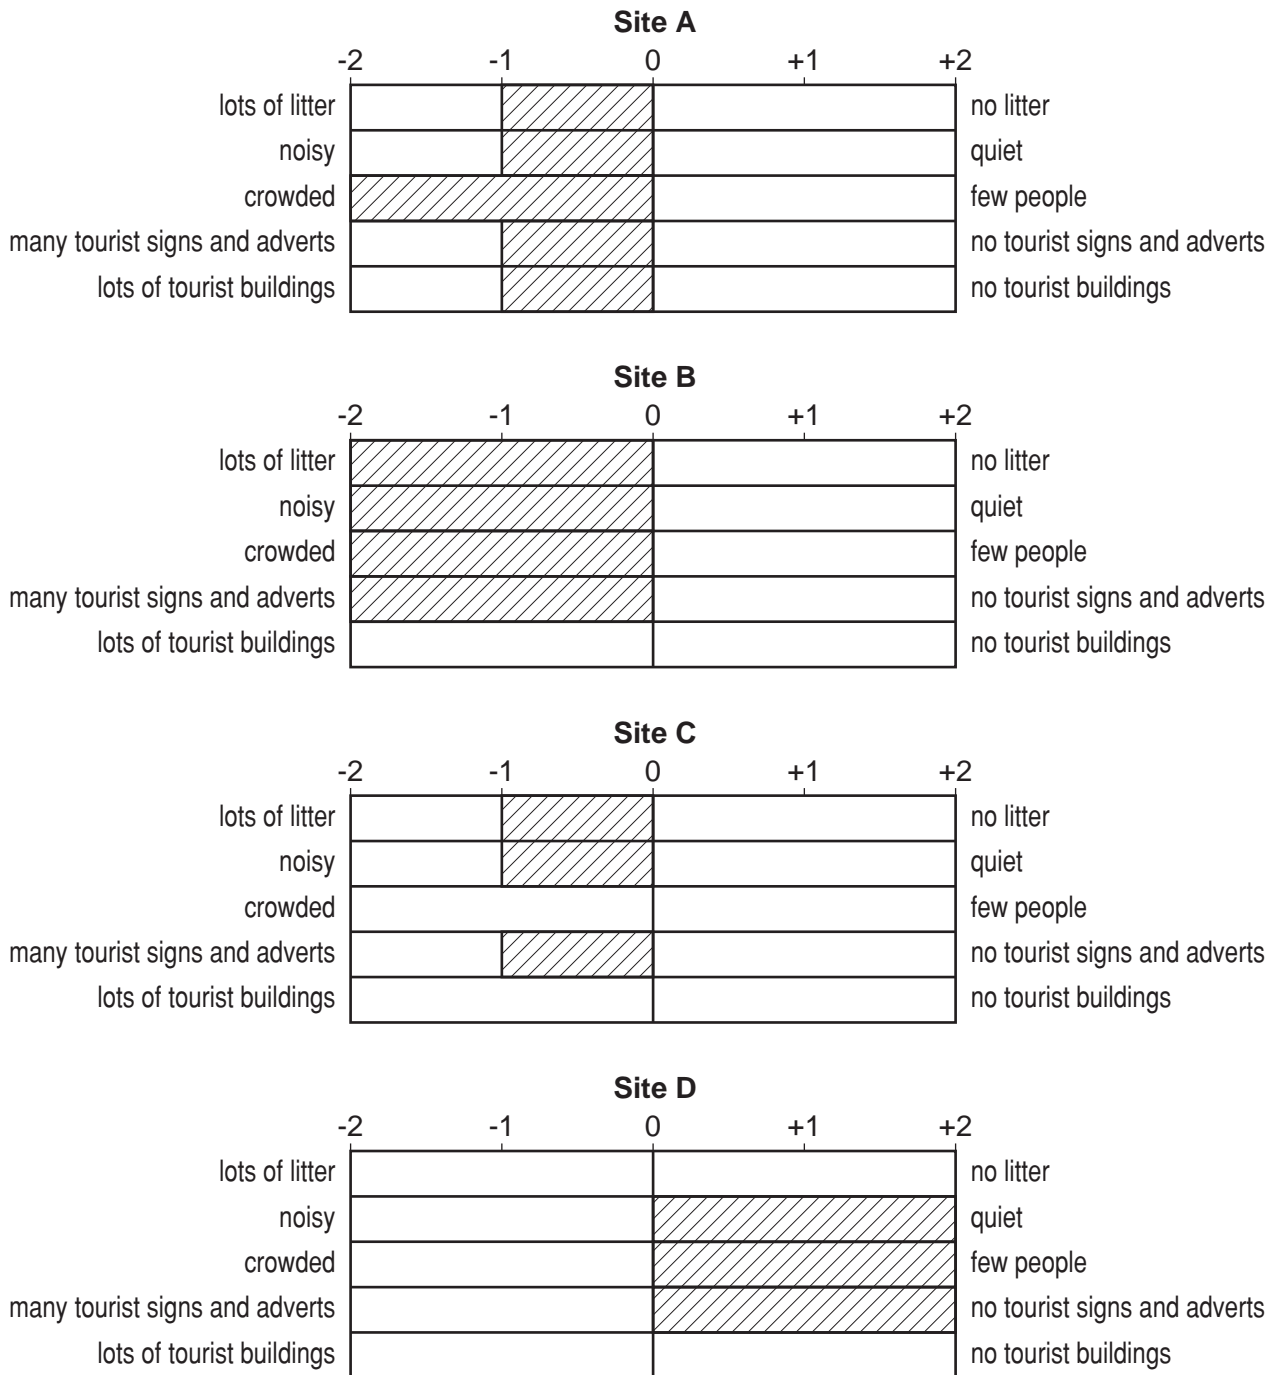 Site A
-2 -1 0 +1 +2
lots of litter no litter
noisy quiet
crowded few people
many tourist signs and adverts no tourist signs and adverts
lots of tourist buildings no tourist buildings
Site B
-2 -1 0 +1 +2
lots of litter no litter
noisy quiet
crowded few people
many tourist signs and adverts no tourist signs and adverts
lots of tourist buildings no tourist buildings
Site C
-2 -1 0 +1 +2
lots of litter no litter
noisy quiet
crowded few people
many tourist signs and adverts no tourist signs and adverts
lots of tourist buildings no tourist buildings
Site D
-2 -1 0 +1 +2
lots of litter no litter
noisy quiet
crowded few people
many tourist signs and adverts no tourist signs and adverts
lots of tourist buildings no tourist buildings